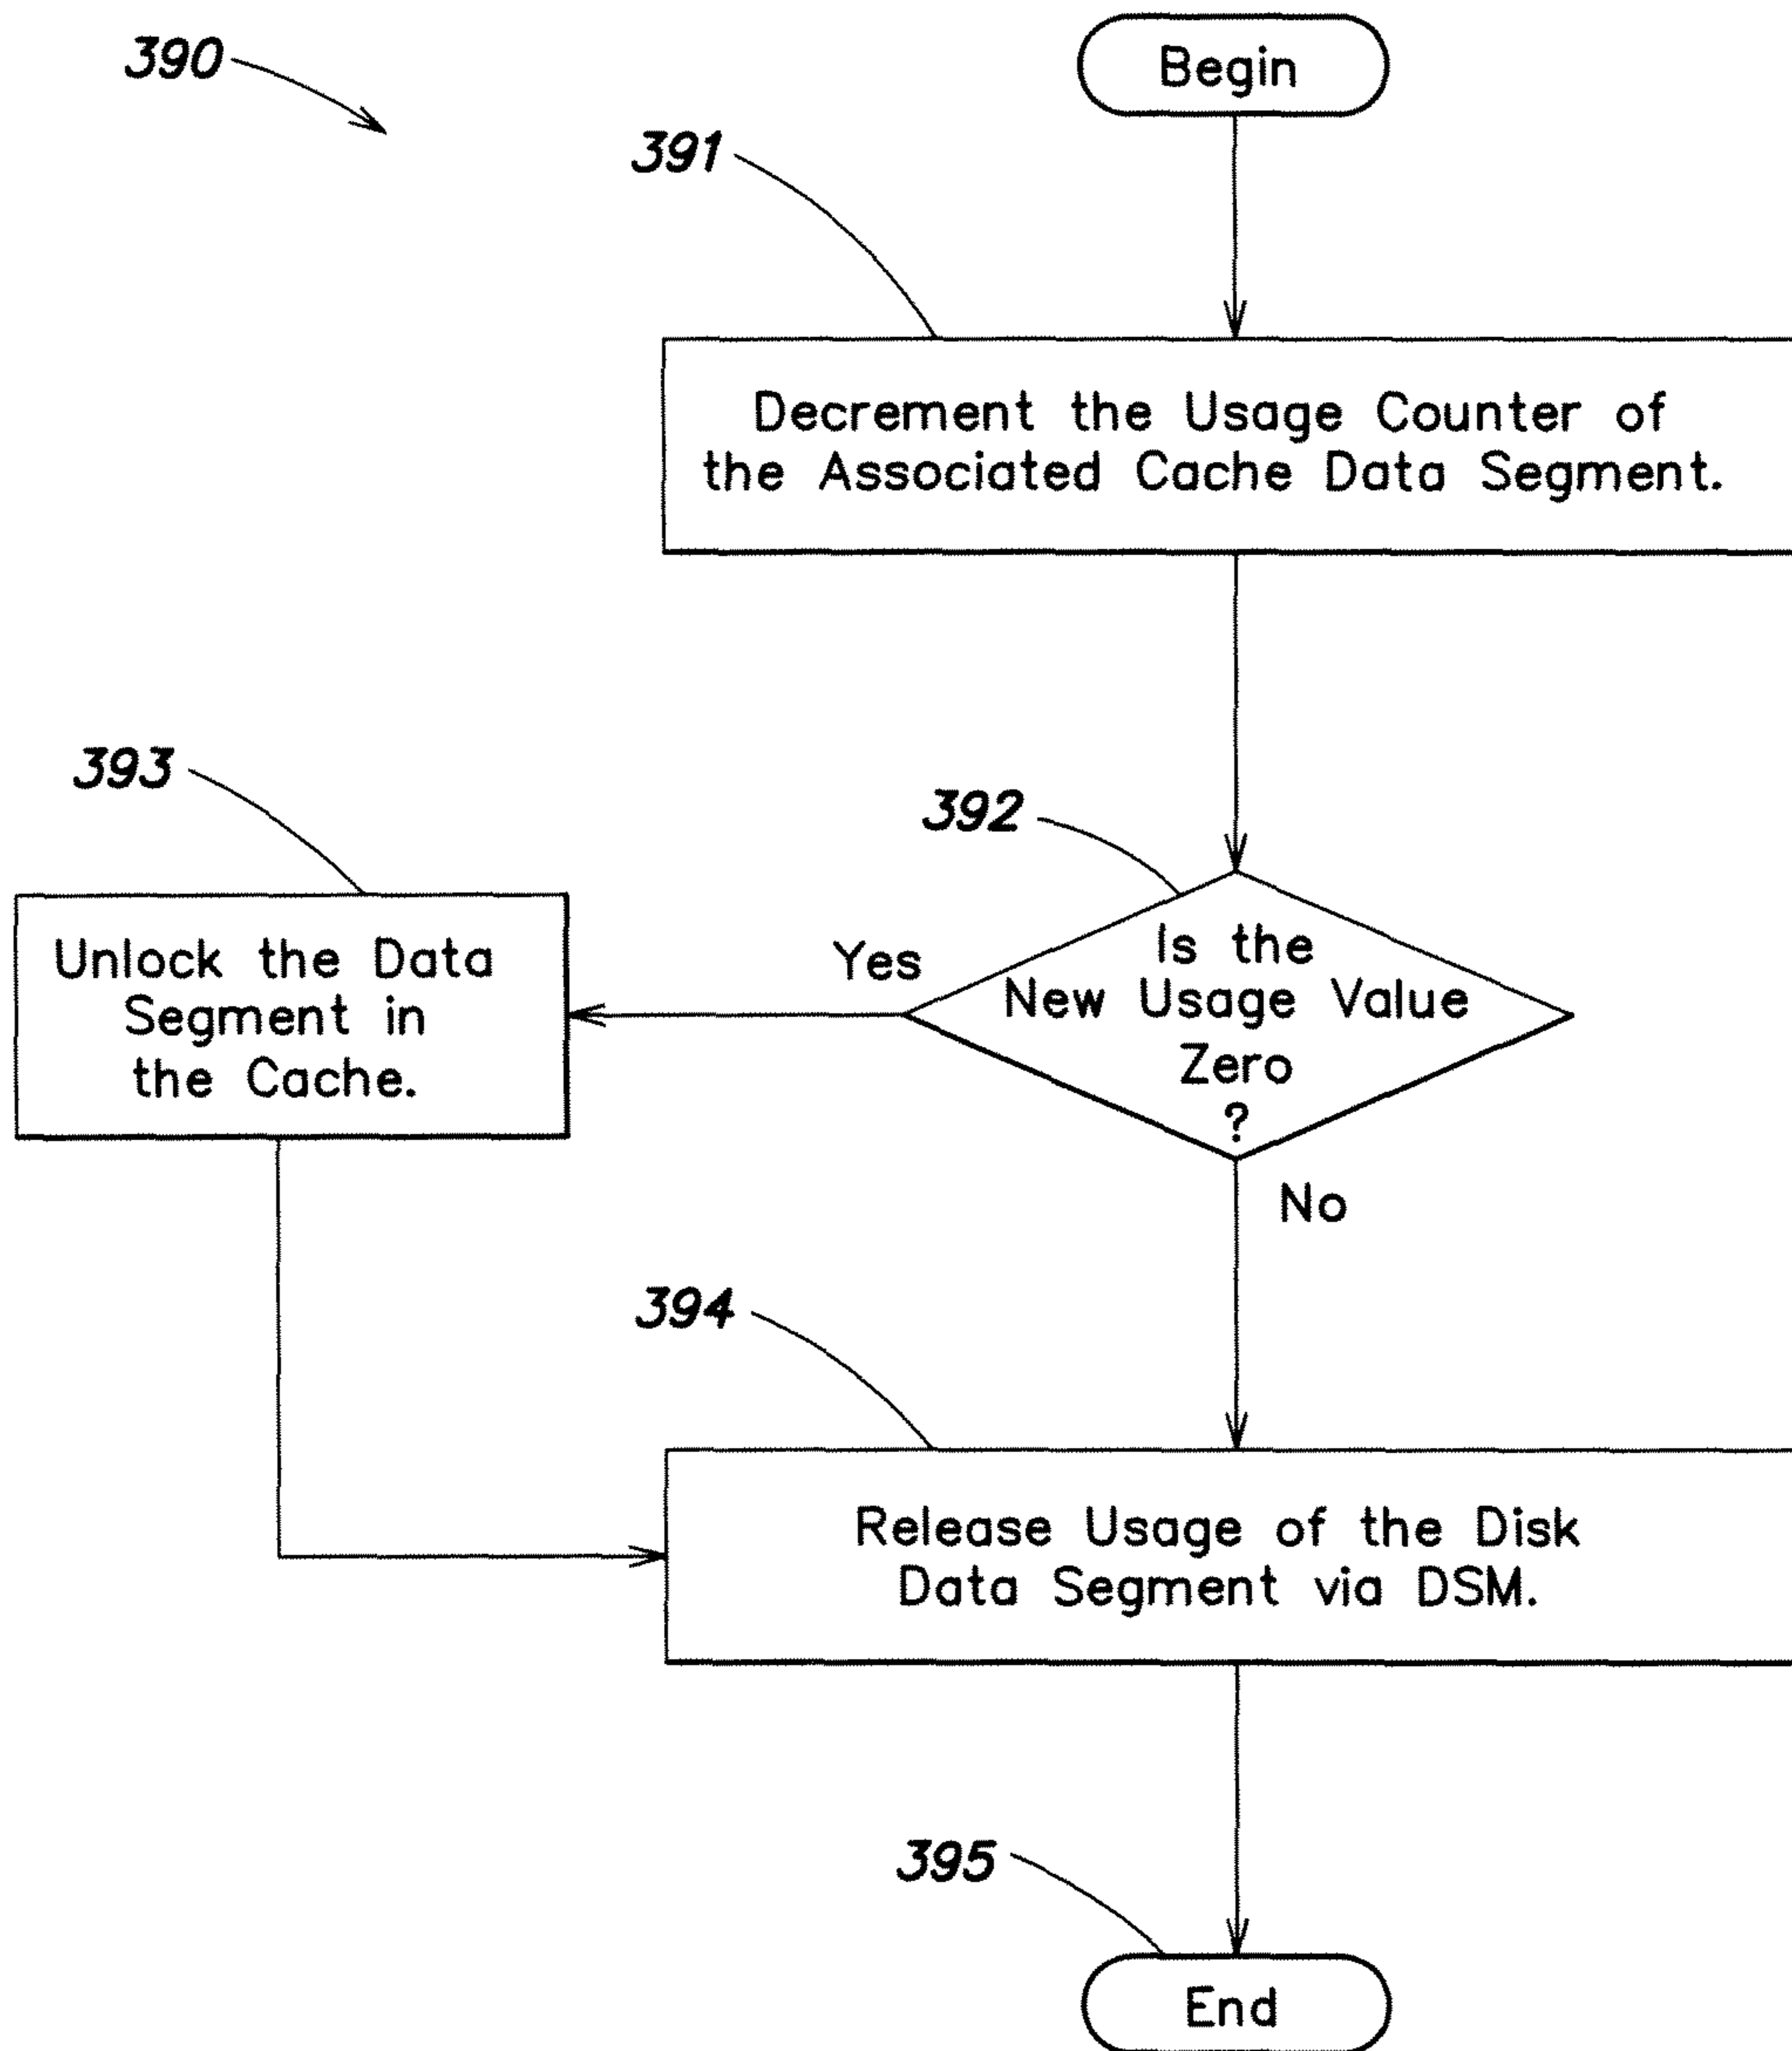 390
Begin
391
Decrement the Usage Counter of
the Associated Cache Data Segment.
393
392
Unlock the Data
Segment in
the Cache.
Yes
Is the
New Usage Value
Zero
?
No
394
Release Usage of the Disk
Data Segment via DSM.
395
End